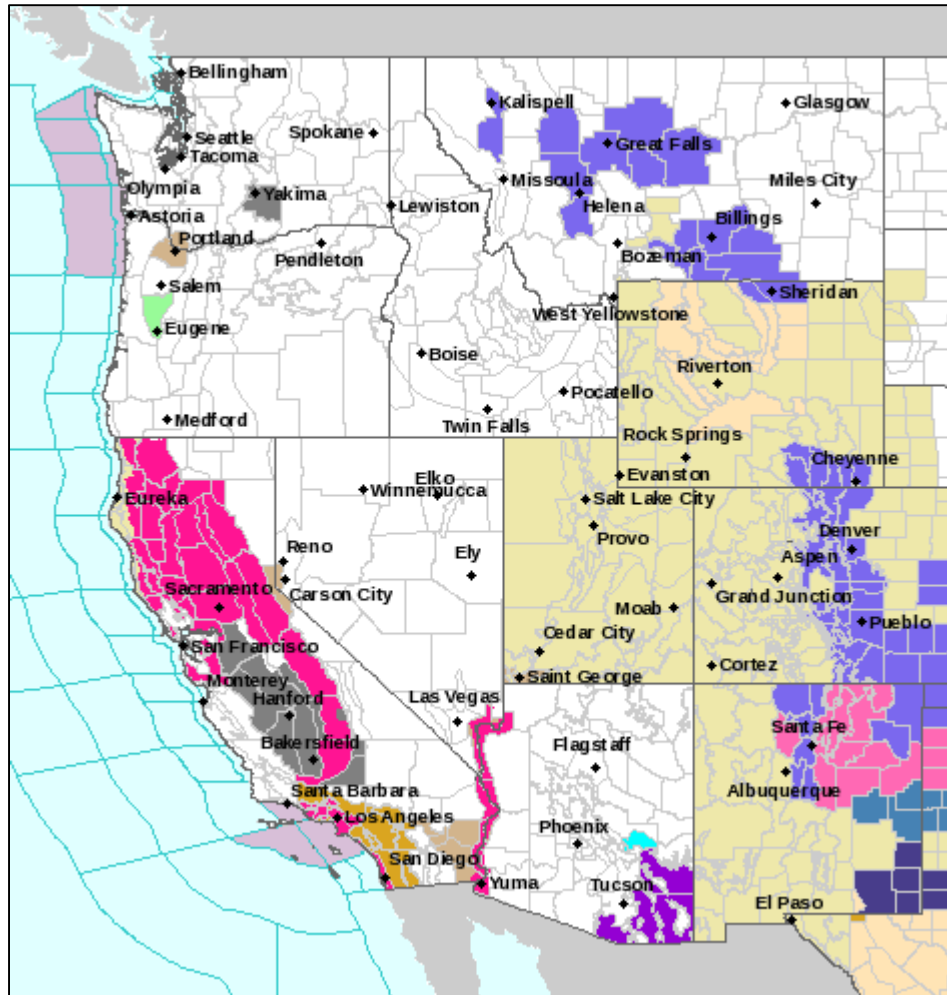 Bellingham
Kalispell
Glasgow
Seattle
Spokane
Great Falls
Tacoma
Olympia
Yakima
Missoula
Miles City
Astoria
Lewiston
Helena
Billings
Portland
Pendleton
Bozeman
Salem
Sheridan
West Yellowstone
Eugene
Boise
Riverton
Pocatello
Medford
Twin Falls
Rock Springs
Cheyenne
Elko
Evanston
Winnemucca
Eureka
Salt Lake City
Provo
Denver
Reno
Ely
Aspen
Sacramento
Carson City
Grand Junction
Moab
Pueblo
San Francisco
Cedar City
Monterey
Cortez
Hanford
Las Vegas
Saint George
Bakersfield
Flagstaff
Santa Fe
Albuquerque
Santa Barbara
Los Angeles
Phoenix
San Diego
Yuma
Tucson
El Paso